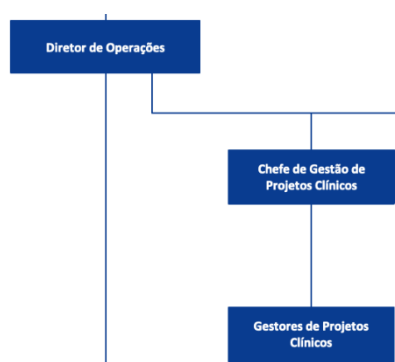 Diretor de Operações
Chefe de Gestão de
Projetos Clínicos
Gestores de Projetos
Clínicos